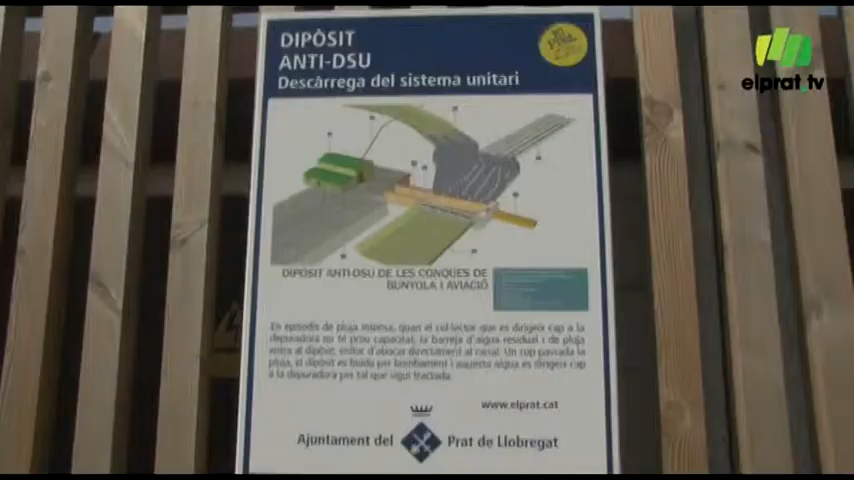 DIPÒSIT
ANTI-DSU
Descàrrega del sistema unitari
elprat.tv
DIPÒSIT ANTI-DSU DE LES CONQUES DE
BUNYOLA I AVIACIÓ
En episodis de pluja intensa, quan el col·lector que es dirigeix cap a la
depuradora no té prou capacitat, la barreja d'aigua residual i de pluja
entra al dipòsit, enlloc d'abocar directament al canal. Un cop passada la
pluja, el dipòsit es buida per bombament i aquesta aigua es dirigeix cap
a la depuradora per tal que sigui tractada.
www.elprat.cat
Ajuntament del Prat de Llobregat